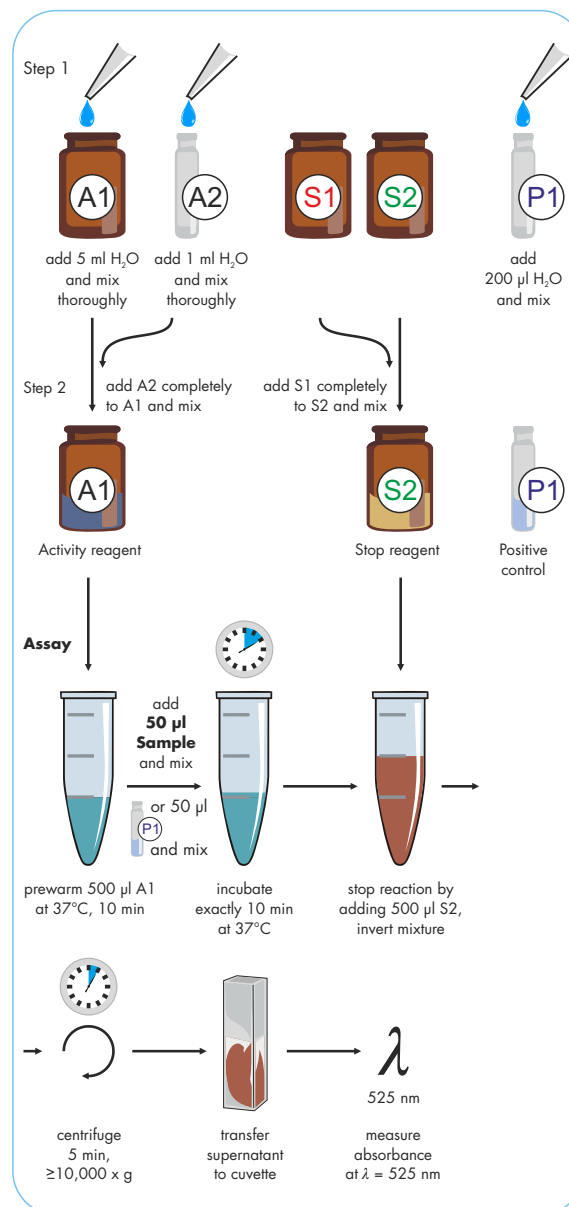 Step 1
A1
A2
S1
S2
P1
add 5 ml H₂O
and mix
thoroughly
add 1 ml H₂O
and mix
thoroughly
add
200 µl H₂O
and mix
Step 2
add A2 completely
to A1 and mix
add S1 completely
to S2 and mix
A1
S2
P1
Activity reagent
Stop reagent
Positive
control
Assay
add
50 µl
Sample
and mix
or 50 µl
P1
and mix
prewarm 500 µl A1
at 37°C, 10 min
incubate
exactly 10 min
at 37°C
stop reaction by
adding 500 µl S2,
invert mixture
λ
525 nm
centrifuge
5 min,
≥10,000 x g
transfer
supernatant
to cuvette
measure
absorbance
at λ = 525 nm